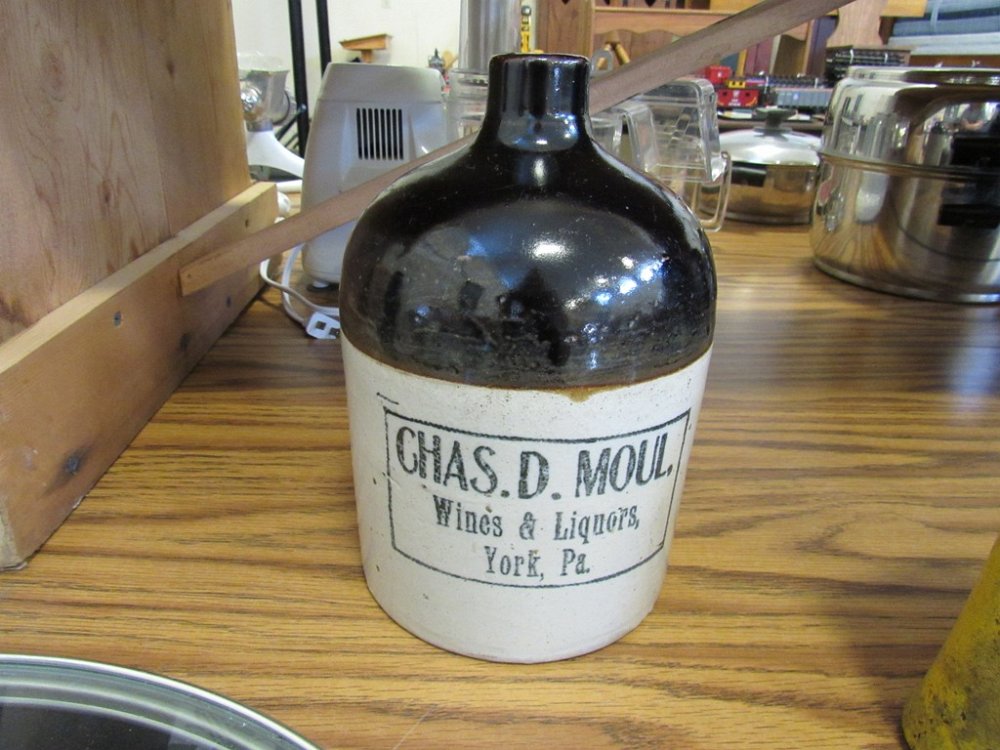 CHAS. D. MOUL,
Wines & Liquors,
York, Pa.